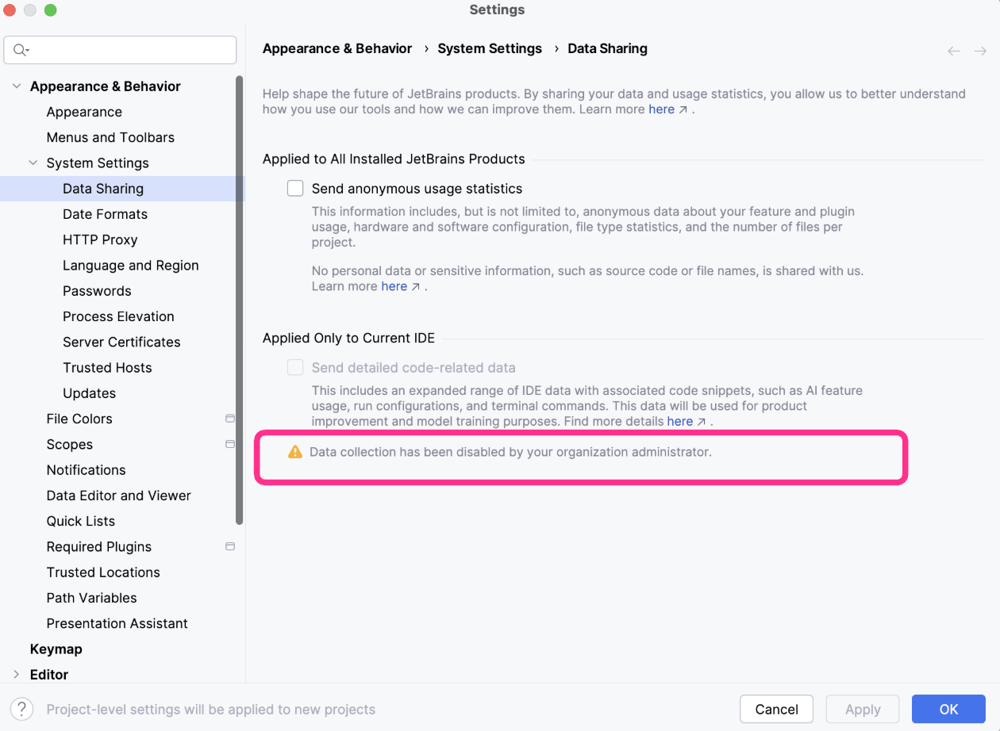 Settings
Appearance & Behavior › System Settings › Data Sharing
Appearance & Behavior
Appearance
Menus and Toolbars
System Settings
Data Sharing
Date Formats
HTTP Proxy
Language and Region
Passwords
Process Elevation
Server Certificates
Trusted Hosts
Updates
File Colors
Scopes
Notifications
Data Editor and Viewer
Quick Lists
Required Plugins
Trusted Locations
Path Variables
Presentation Assistant
Keymap
Editor
Help shape the future of JetBrains products. By sharing your data and usage statistics, you allow us to better understand
how you use our tools and how we can improve them. Learn more here ↗ .
Applied to All Installed JetBrains Products
Send anonymous usage statistics
This information includes, but is not limited to, anonymous data about your feature and plugin
usage, hardware and software configuration, file type statistics, and the number of files per
project.
No personal data or sensitive information, such as source code or file names, is shared with us.
Learn more here ↗ .
Applied Only to Current IDE
Send detailed code-related data
This includes an expanded range of IDE data with associated code snippets, such as AI feature
usage, run configurations, and terminal commands. This data will be used for product
improvement and model training purposes. Find more details here ↗ .
Data collection has been disabled by your organization administrator.
? Project-level settings will be applied to new projects
Cancel
Apply
OK